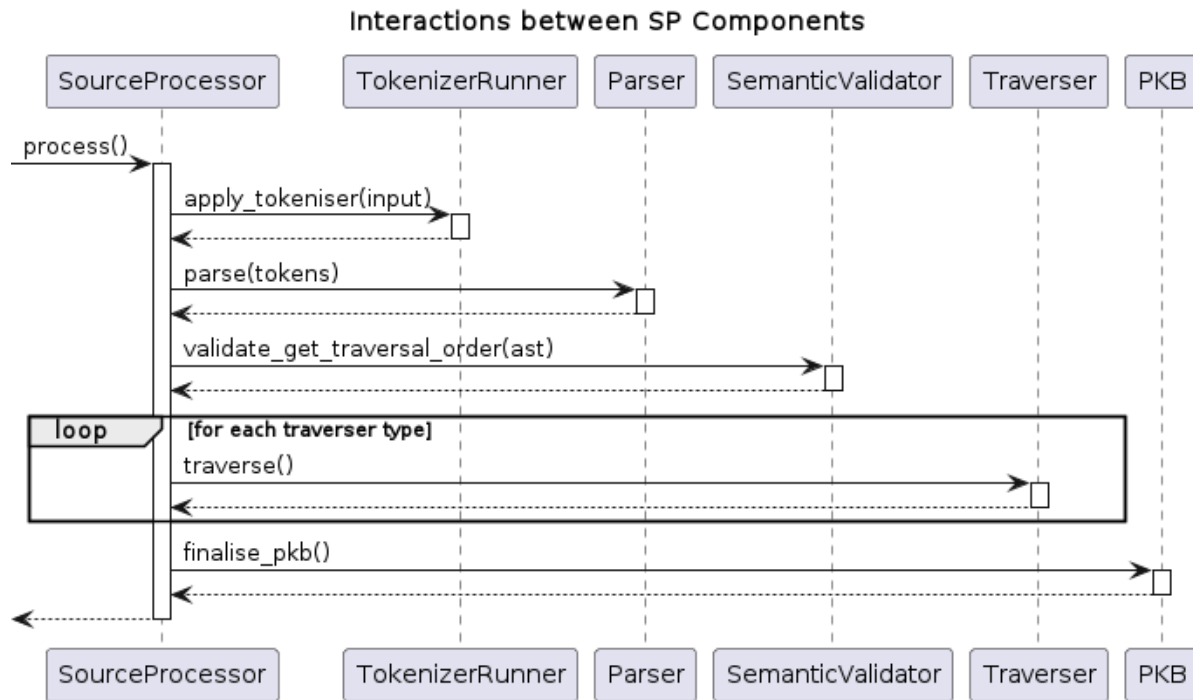 Interactions between SP Components
SourceProcessor TokenizerRunner Parser SemanticValidator Traverser PKB
process()
apply_tokeniser(input)
parse(tokens)
validate_get_traversal_order(ast)
loop [for each traverser type]
traverse()
finalise_pkb()
SourceProcessor TokenizerRunner Parser SemanticValidator Traverser PKB